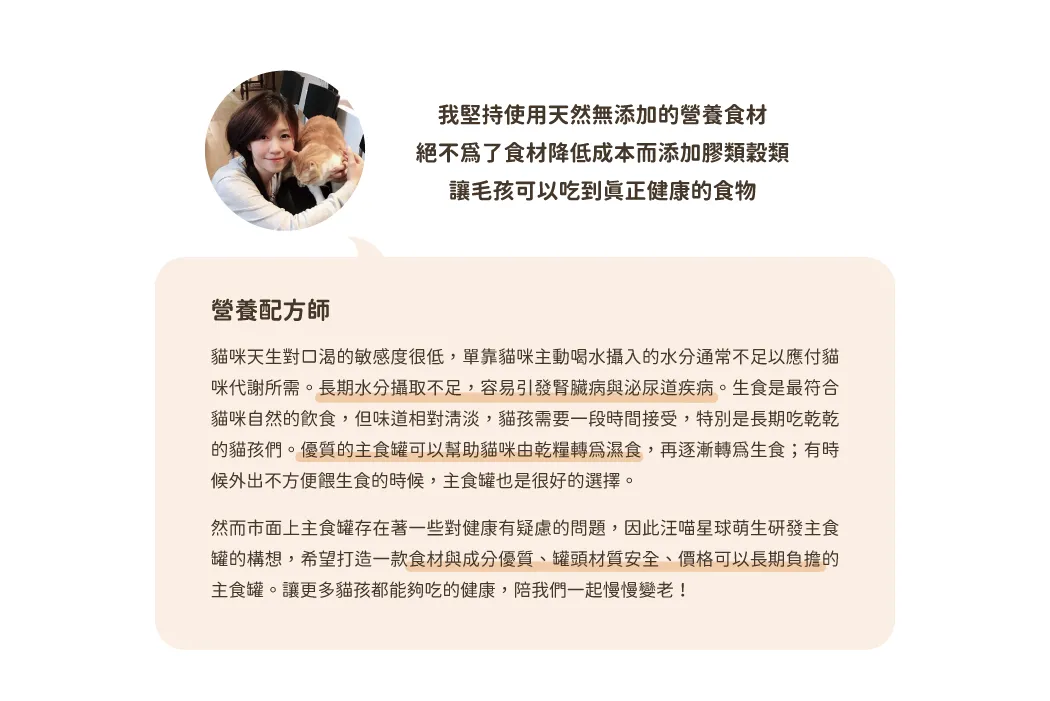 我堅持使用天然無添加的營養食材
絕不為了食材降低成本而添加膠類穀類
讓毛孩可以吃到真正健康的食物
營養配方師
貓咪天生對口渴的敏感度很低，單靠貓咪主動喝水攝入的水分通常不足以應付貓
咪代謝所需。長期水分攝取不足，容易引發腎臟病與泌尿道疾病。生食是最符合
貓咪自然的飲食，但味道相對清淡，貓孩需要一段時間接受，特別是長期吃乾乾
的貓孩們。優質的主食罐可以幫助貓咪由乾糧轉為濕食，再逐漸轉為生食；有時
候外出不方便餵生食的時候，主食罐也是很好的選擇。
然而市面上主食罐存在著一些對健康有疑慮的問題，因此汪喵星球萌生研發主食
罐的構想，希望打造一款食材與成分優質、罐頭材質安全、價格可以長期負擔的
主食罐。讓更多貓孩都能夠吃的健康，陪我們一起慢慢變老！